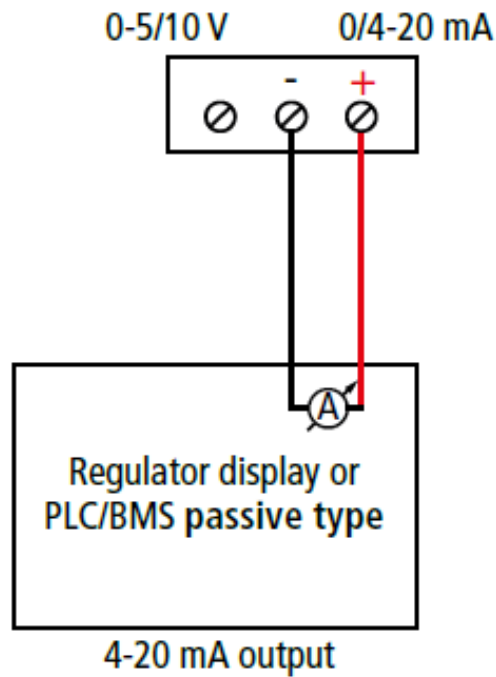 0-5/10 V 0/4-20 mA
- +
A
Regulator display or
PLC/BMS passive type
4-20 mA output